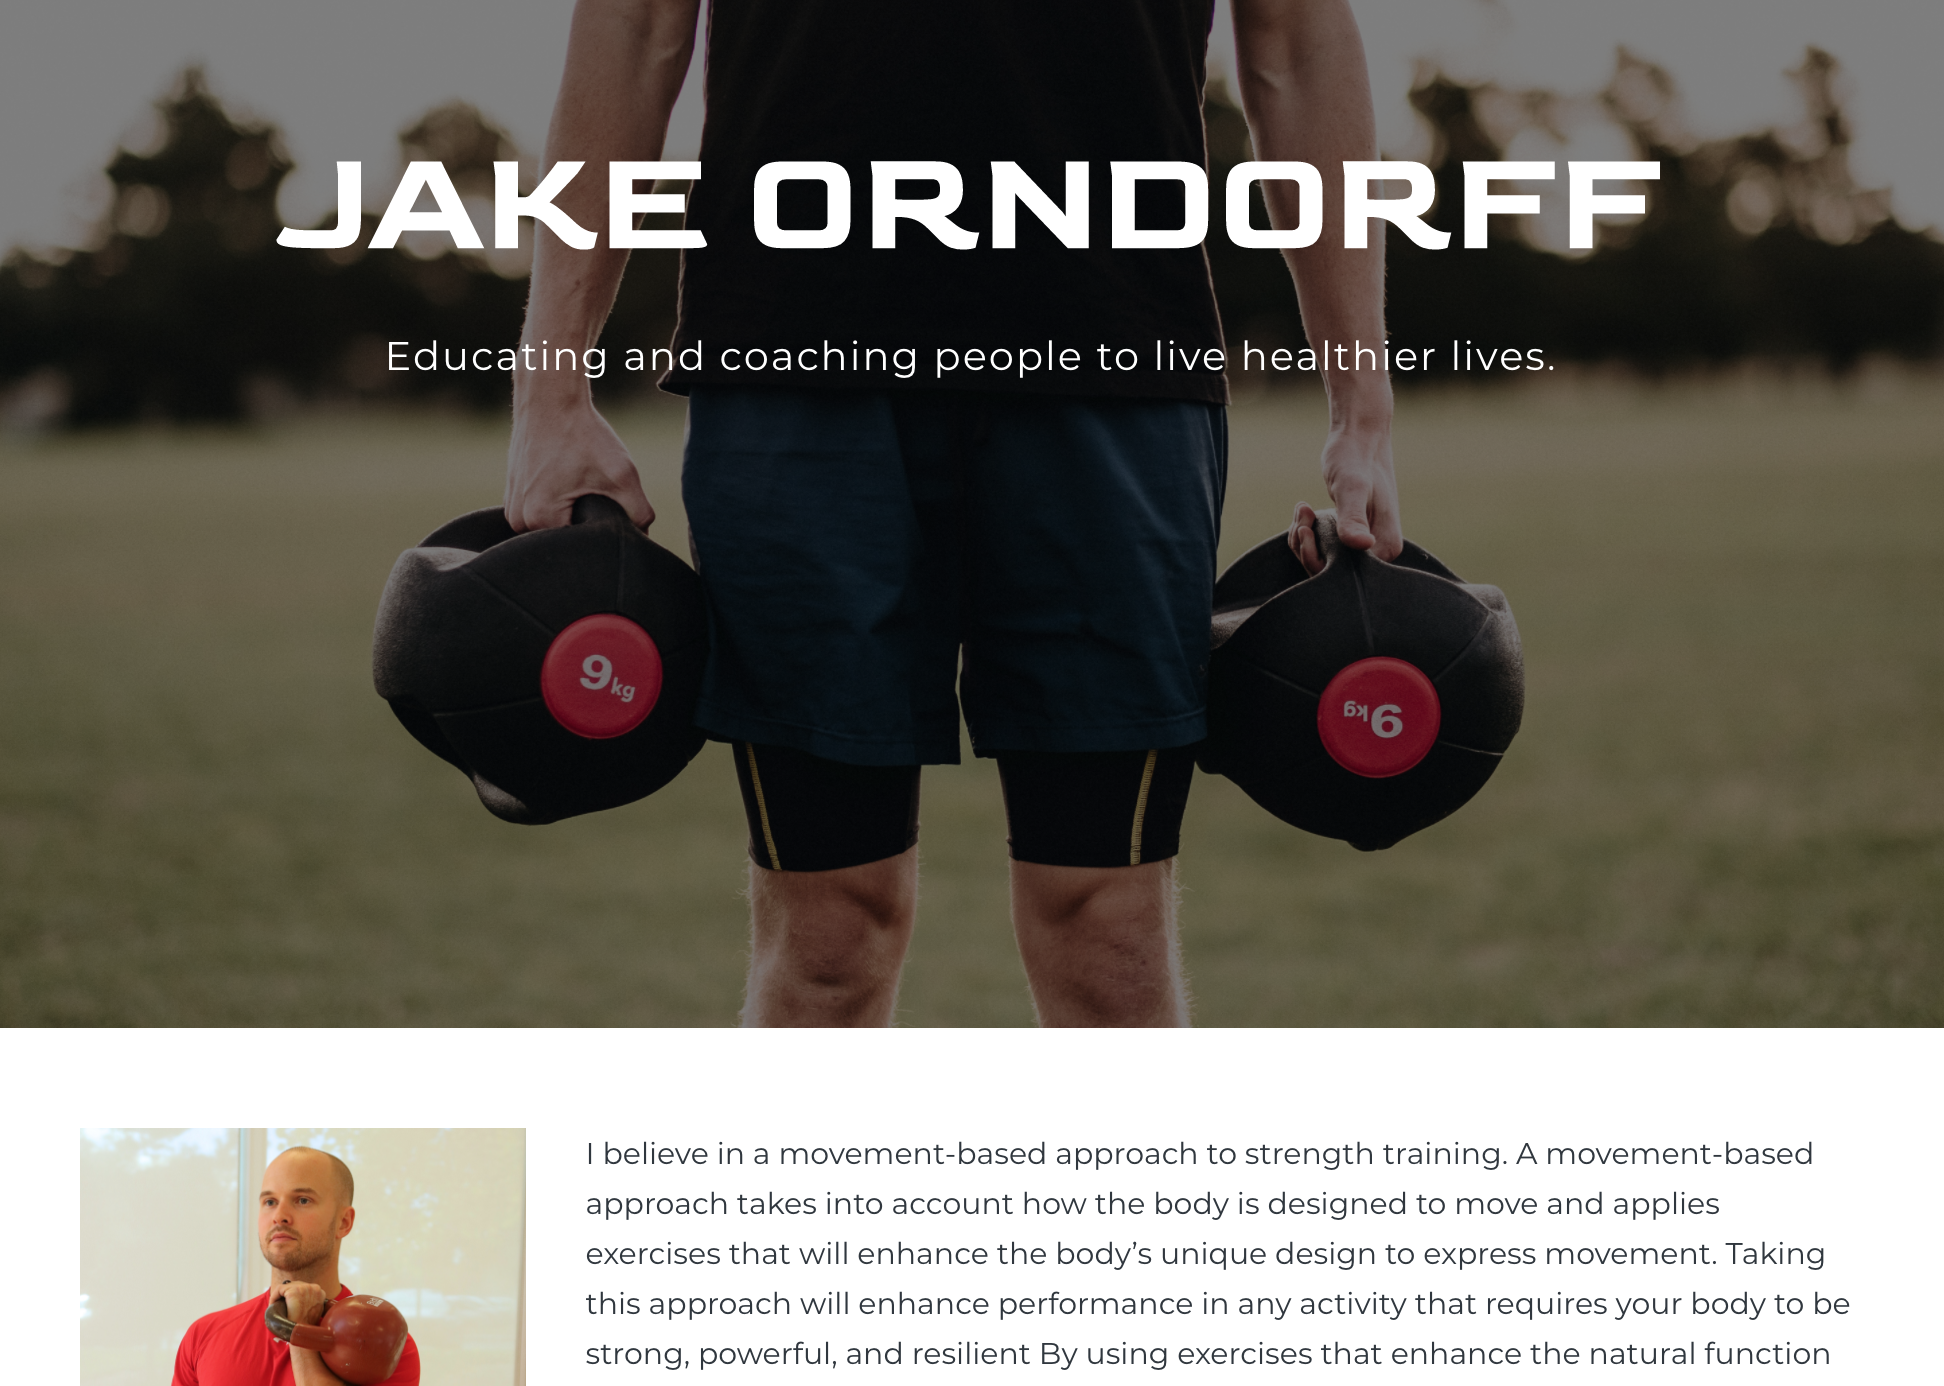 JAKE ORNDORFF
Educating and coaching people to live healthier lives.
9kg
9kg
I believe in a movement-based approach to strength training. A movement-based
approach takes into account how the body is designed to move and applies
exercises that will enhance the body’s unique design to express movement. Taking
this approach will enhance performance in any activity that requires your body to be
strong, powerful, and resilient By using exercises that enhance the natural function